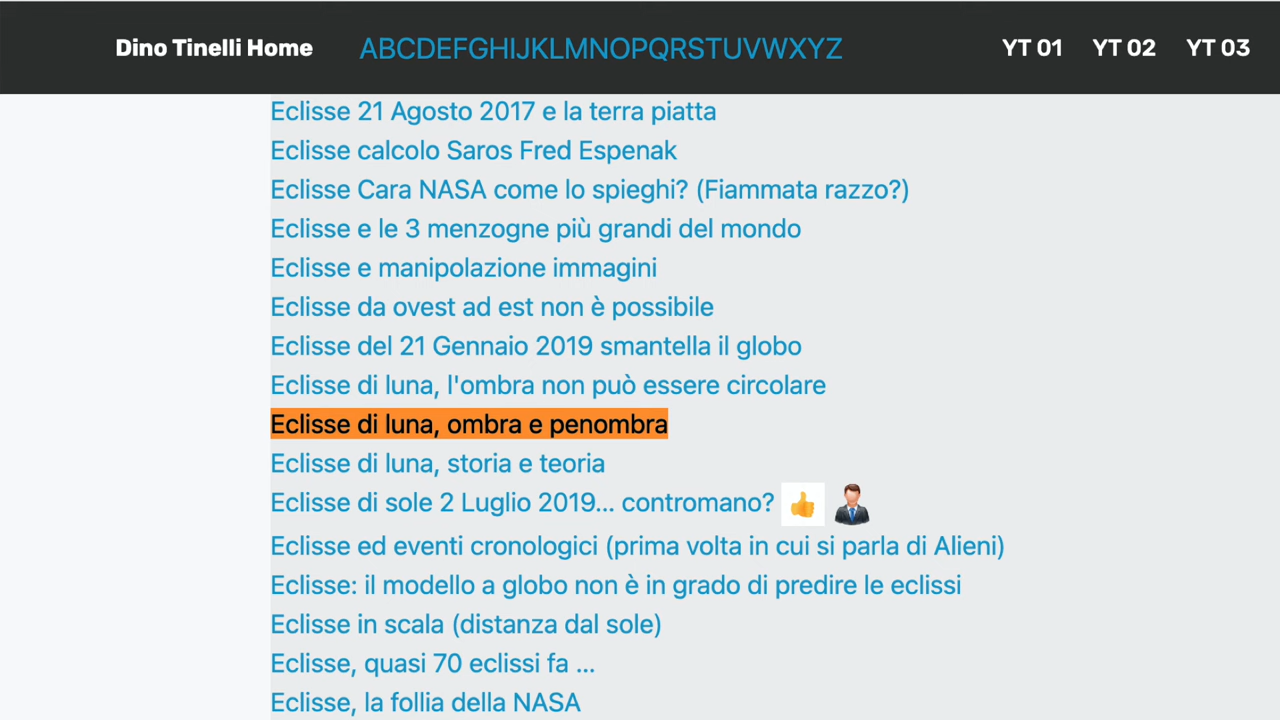 Dino Tinelli Home ABCDEFGHIJKLMNOPQRSTUVWXYZ YT 01 YT 02 YT 03
Eclisse 21 Agosto 2017 e la terra piatta
Eclisse calcolo Saros Fred Espenak
Eclisse Cara NASA come lo spieghi? (Fiammata razzo?)
Eclisse e le 3 menzogne più grandi del mondo
Eclisse e manipolazione immagini
Eclisse da ovest ad est non è possibile
Eclisse del 21 Gennaio 2019 smantella il globo
Eclisse di luna, l'ombra non può essere circolare
Eclisse di luna, ombra e penombra
Eclisse di luna, storia e teoria
Eclisse di sole 2 Luglio 2019... contromano?
Eclisse ed eventi cronologici (prima volta in cui si parla di Alieni)
Eclisse: il modello a globo non è in grado di predire le eclissi
Eclisse in scala (distanza dal sole)
Eclisse, quasi 70 eclissi fa ...
Eclisse, la follia della NASA